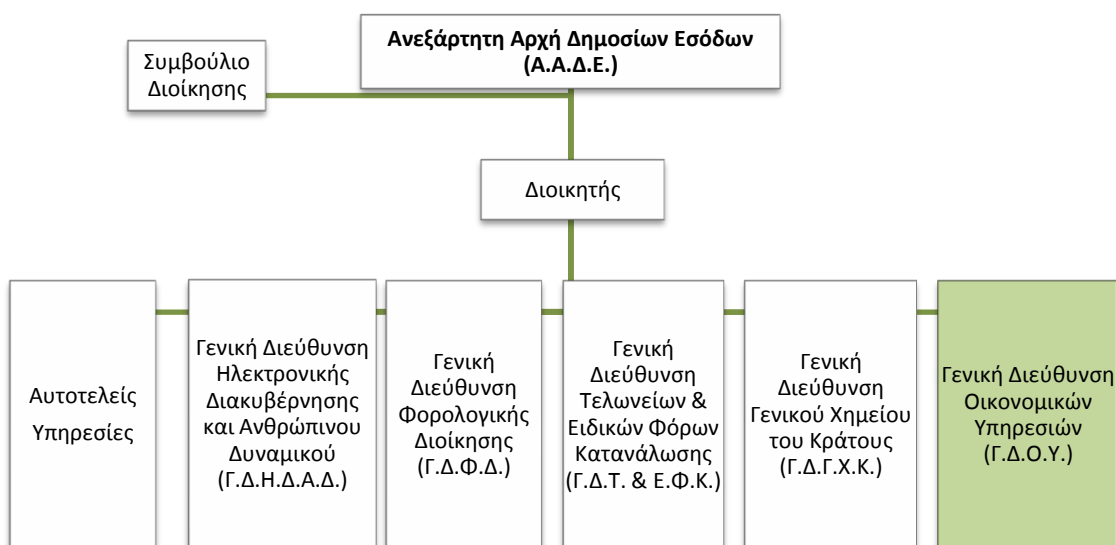 Ανεξάρτητη Αρχή Δημοσίων Εσόδων
(Α.Α.Δ.Ε.)
Συμβούλιο
Διοίκησης
Διοικητής
Αυτοτελείς
Υπηρεσίες
Γενική Διεύθυνση
Ηλεκτρονικής
Διακυβέρνησης
και Ανθρώπινου
Δυναμικού
(Γ.Δ.Η.Δ.Α.Δ.)
Γενική
Διεύθυνση
Φορολογικής
Διοίκησης
(Γ.Δ.Φ.Δ.)
Γενική
Διεύθυνση
Τελωνείων &
Ειδικών Φόρων
Κατανάλωσης
(Γ.Δ.Τ. & Ε.Φ.Κ.)
Γενική
Διεύθυνση
Γενικού Χημείου
του Κράτους
(Γ.Δ.Γ.Χ.Κ.)
Γενική Διεύθυνση
Οικονομικών
Υπηρεσιών
(Γ.Δ.Ο.Υ.)